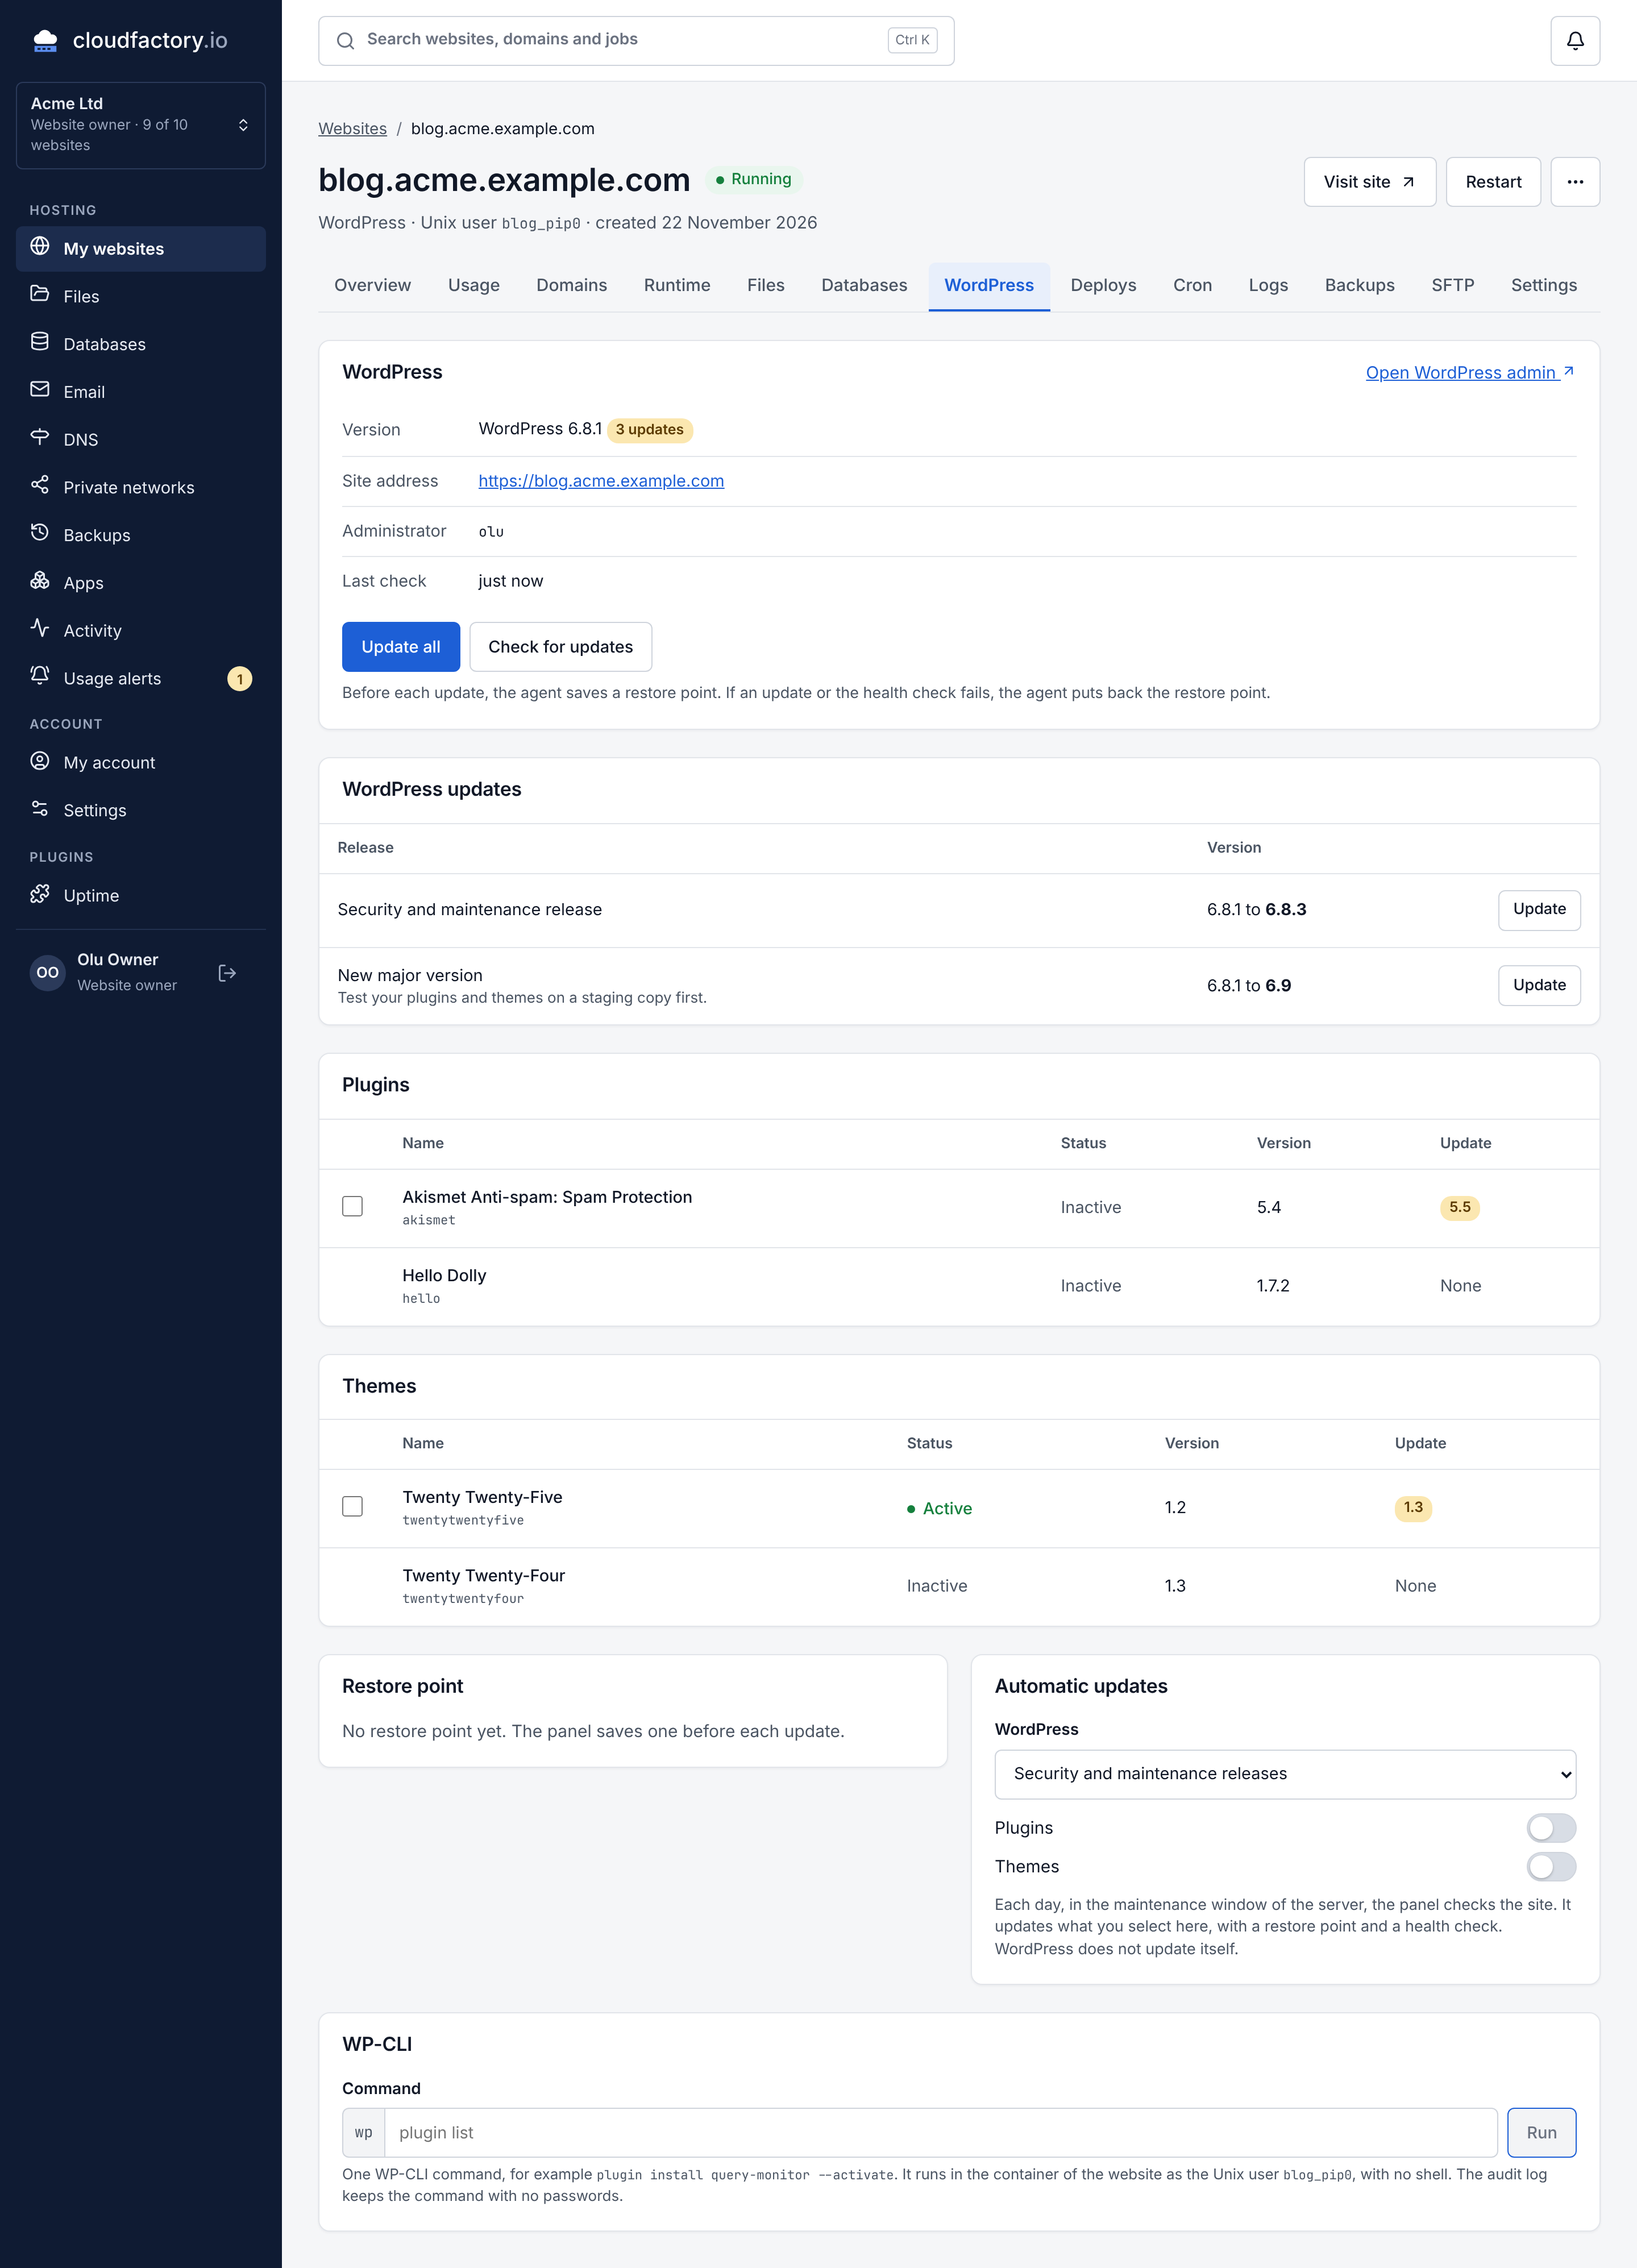 cloudfactory.io
Acme Ltd
Website owner · 9 of 10
websites
HOSTING
My websites
Files
Databases
Email
DNS
Private networks
Backups
Apps
Activity
Usage alerts 1
ACCOUNT
My account
Settings
PLUGINS
Uptime
OO Olu Owner
Website owner
Search websites, domains and jobs Ctrl K
Websites / blog.acme.example.com
blog.acme.example.com Running
Visit site Restart
WordPress · Unix user blog_pip0 · created 22 November 2026
Overview Usage Domains Runtime Files Databases WordPress Deploys Cron Logs Backups SFTP Settings
WordPress Open WordPress admin
Version WordPress 6.8.1 3 updates
Site address https://blog.acme.example.com
Administrator olu
Last check just now
Update all Check for updates
Before each update, the agent saves a restore point. If an update or the health check fails, the agent puts back the restore point.
WordPress updates
Release Version
Security and maintenance release 6.8.1 to 6.8.3 Update
New major version
Test your plugins and themes on a staging copy first.
6.8.1 to 6.9 Update
Plugins
Name Status Version Update
Akismet Anti-spam: Spam Protection
akismet
Inactive 5.4 5.5
Hello Dolly
hello
Inactive 1.7.2 None
Themes
Name Status Version Update
Twenty Twenty-Five
twentytwentyfive
Active 1.2 1.3
Twenty Twenty-Four
twentytwentyfour
Inactive 1.3 None
Restore point
No restore point yet. The panel saves one before each update.
Automatic updates
WordPress
Security and maintenance releases
Plugins
Themes
Each day, in the maintenance window of the server, the panel checks the site. It
updates what you select here, with a restore point and a health check.
WordPress does not update itself.
WP-CLI
Command
wp plugin list Run
One WP-CLI command, for example plugin install query-monitor --activate. It runs in the container of the website as the Unix user blog_pip0, with no shell. The audit log
keeps the command with no passwords.